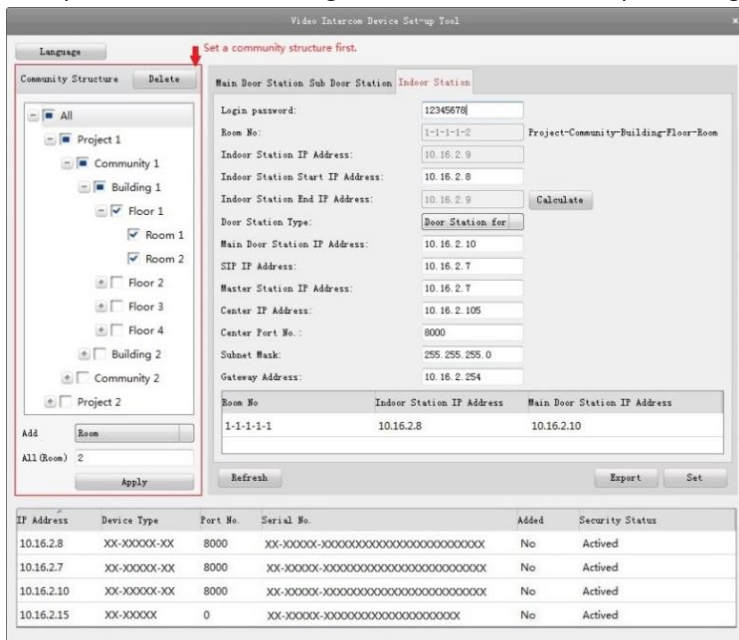 Video Intercom Device Set-up Tool
Language
Set a community structure first.
Community Structure Delete
All
Project 1
Community 1
Building 1
Floor 1
Room 1
Room 2
Floor 2
Floor 3
Floor 4
Building 2
Community 2
Project 2
Add Room
All(Room) 2
Apply
Main Door Station Sub Door Station Indoor Station
Login password: 12345678
Room No: 1-1-1-1-2 Project-Community-Building-Floor-Room
Indoor Station IP Address: 10.16.2.9
Indoor Station Start IP Address: 10.16.2.8
Indoor Station End IP Address: 10.16.2.9 Calculate
Door Station Type: Door Station for
Main Door Station IP Address: 10.16.2.10
SIP IP Address: 10.16.2.7
Master Station IP Address: 10.16.2.7
Center IP Address: 10.16.2.105
Center Port No.: 8000
Subnet Mask: 255.255.255.0
Gateway Address: 10.16.2.254
Room No Indoor Station IP Address Main Door Station IP Address
1-1-1-1-1 10.16.2.8 10.16.2.10
Refresh Export Set
IP Address Device Type Port No. Serial No. Added Security Status
10.16.2.8 XX-XXXXX-XX 8000 XX-XXXXX-XXXXXXXXXXXXXXXXXXXXXXXX No Actived
10.16.2.7 XX-XXXXX-XX 8000 XX-XXXXX-XXXXXXXXXXXXXXXXXXXXXXXX No Actived
10.16.2.10 XX-XXXXX-XX 8000 XX-XXXXX-XXXXXXXXXXXXXXXXXXXXXXXX No Actived
10.16.2.15 XX-XXXXX 0 XX-XXXXX-XXXXXXXXXXXXXXXXXXXX No Actived